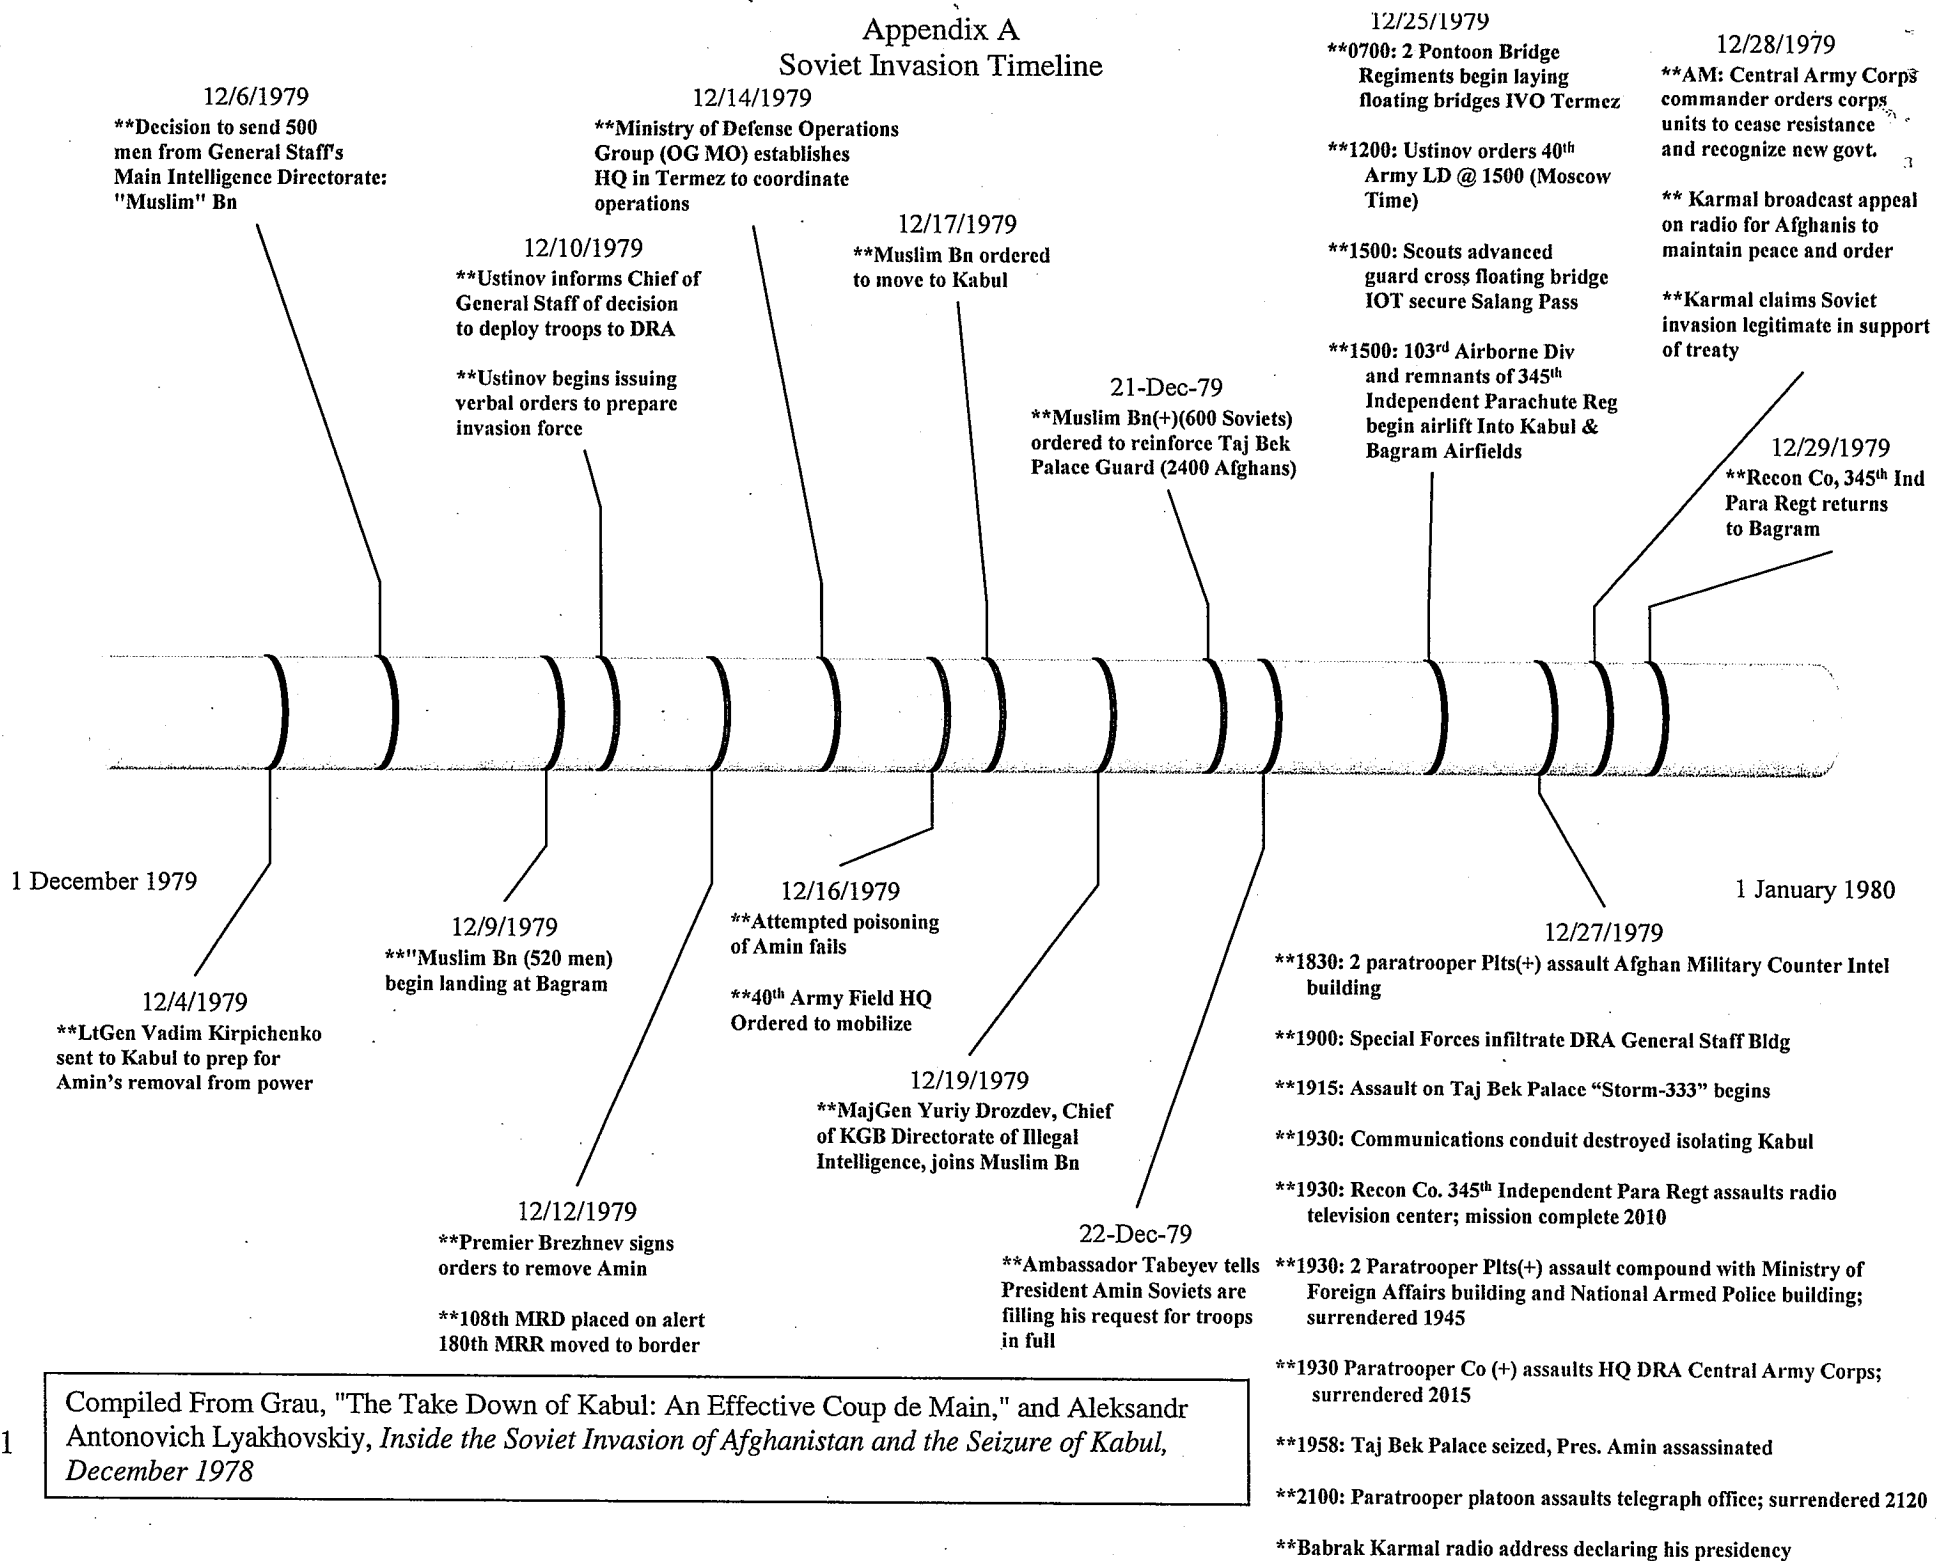 Appendix A
Soviet Invasion Timeline
12/6/1979
**Decision to send 500
men from General Staff's
Main Intelligence Directorate:
"Muslim" Bn
12/10/1979
**Ustinov informs Chief of
General Staff of decision
to deploy troops to DRA
**Ustinov begins issuing
verbal orders to prepare
invasion force
12/14/1979
**Ministry of Defense Operations
Group (OG MO) establishes
HQ in Termez to coordinate
operations
12/17/1979
**Muslim Bn ordered
to move to Kabul
21-Dec-79
**Muslim Bn(+)(600 Soviets)
ordered to reinforce Taj Bek
Palace Guard (2400 Afghans)
12/25/1979
**0700: 2 Pontoon Bridge
Regiments begin laying
floating bridges IVO Termez
**1200: Ustinov orders 40th
Army LD @ 1500 (Moscow
Time)
**1500: Scouts advanced
guard cross floating bridge
IOT secure Salang Pass
**1500: 103rd Airborne Div
and remnants of 345th
Independent Parachute Reg
begin airlift Into Kabul &
Bagram Airfields
12/28/1979
**AM: Central Army Corps
commander orders corps
units to cease resistance
and recognize new govt.
** Karmal broadcast appeal
on radio for Afghanis to
maintain peace and order
**Karmal claims Soviet
invasion legitimate in support
of treaty
12/29/1979
**Recon Co, 345th Ind
Para Regt returns
to Bagram
1 December 1979
1 January 1980
12/4/1979
**LtGen Vadim Kirpichenko
sent to Kabul to prep for
Amin's removal from power
12/9/1979
**"Muslim Bn (520 men)
begin landing at Bagram
12/12/1979
**Premier Brezhnev signs
orders to remove Amin
**108th MRD placed on alert
180th MRR moved to border
12/16/1979
**Attempted poisoning
of Amin fails
**40th Army Field HQ
Ordered to mobilize
12/19/1979
**MajGen Yuriy Drozdev, Chief
of KGB Directorate of Illegal
Intelligence, joins Muslim Bn
22-Dec-79
**Ambassador Tabeyev tells
President Amin Soviets are
filling his request for troops
in full
12/27/1979
**1830: 2 paratrooper Plts(+) assault Afghan Military Counter Intel
building
**1900: Special Forces infiltrate DRA General Staff Bldg
**1915: Assault on Taj Bek Palace “Storm-333” begins
**1930: Communications conduit destroyed isolating Kabul
**1930: Recon Co. 345th Independent Para Regt assaults radio
television center; mission complete 2010
**1930: 2 Paratrooper Plts(+) assault compound with Ministry of
Foreign Affairs building and National Armed Police building;
surrendered 1945
**1930 Paratrooper Co (+) assaults HQ DRA Central Army Corps;
surrendered 2015
**1958: Taj Bek Palace seized, Pres. Amin assassinated
**2100: Paratrooper platoon assaults telegraph office; surrendered 2120
**Babrak Karmal radio address declaring his presidency
Compiled From Grau, "The Take Down of Kabul: An Effective Coup de Main," and Aleksandr
Antonovich Lyakhovskiy, Inside the Soviet Invasion of Afghanistan and the Seizure of Kabul,
December 1978
1